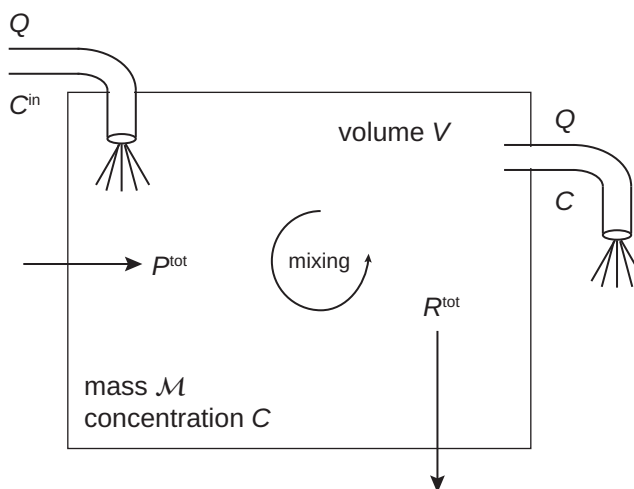 Q
C^in
volume V
Q
C
P^tot
mixing
R^tot
mass ℳ
concentration C